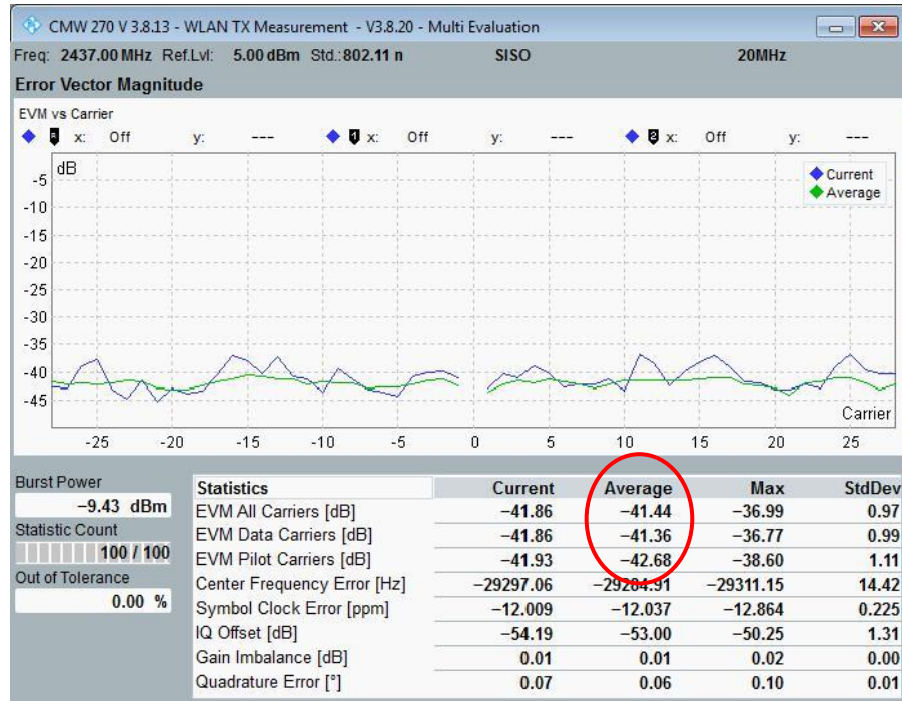 CMW 270 V 3.8.13 - WLAN TX Measurement - V3.8.20 - Multi Evaluation
Freq: 2437.00 MHz Ref.Lvl: 5.00 dBm Std.: 802.11 n SISO 20MHz
Error Vector Magnitude
EVM vs Carrier
R x: Off y: --- 1 x: Off y: --- 2 x: Off y: ---
dB
Current
Average
-5
-10
-15
-20
-25
-30
-35
-40
-45
Carrier
-25 -20 -15 -10 -5 0 5 10 15 20 25
Burst Power
−9.43 dBm
Statistic Count
100 / 100
Out of Tolerance
0.00 %
Statistics Current Average Max StdDev
EVM All Carriers [dB] −41.86 −41.44 −36.99 0.97
EVM Data Carriers [dB] −41.86 −41.36 −36.77 0.99
EVM Pilot Carriers [dB] −41.93 −42.68 −38.60 1.11
Center Frequency Error [Hz] −29297.06 −29284.91 −29311.15 14.42
Symbol Clock Error [ppm] −12.009 −12.037 −12.864 0.225
IQ Offset [dB] −54.19 −53.00 −50.25 1.31
Gain Imbalance [dB] 0.01 0.01 0.02 0.00
Quadrature Error [°] 0.07 0.06 0.10 0.01